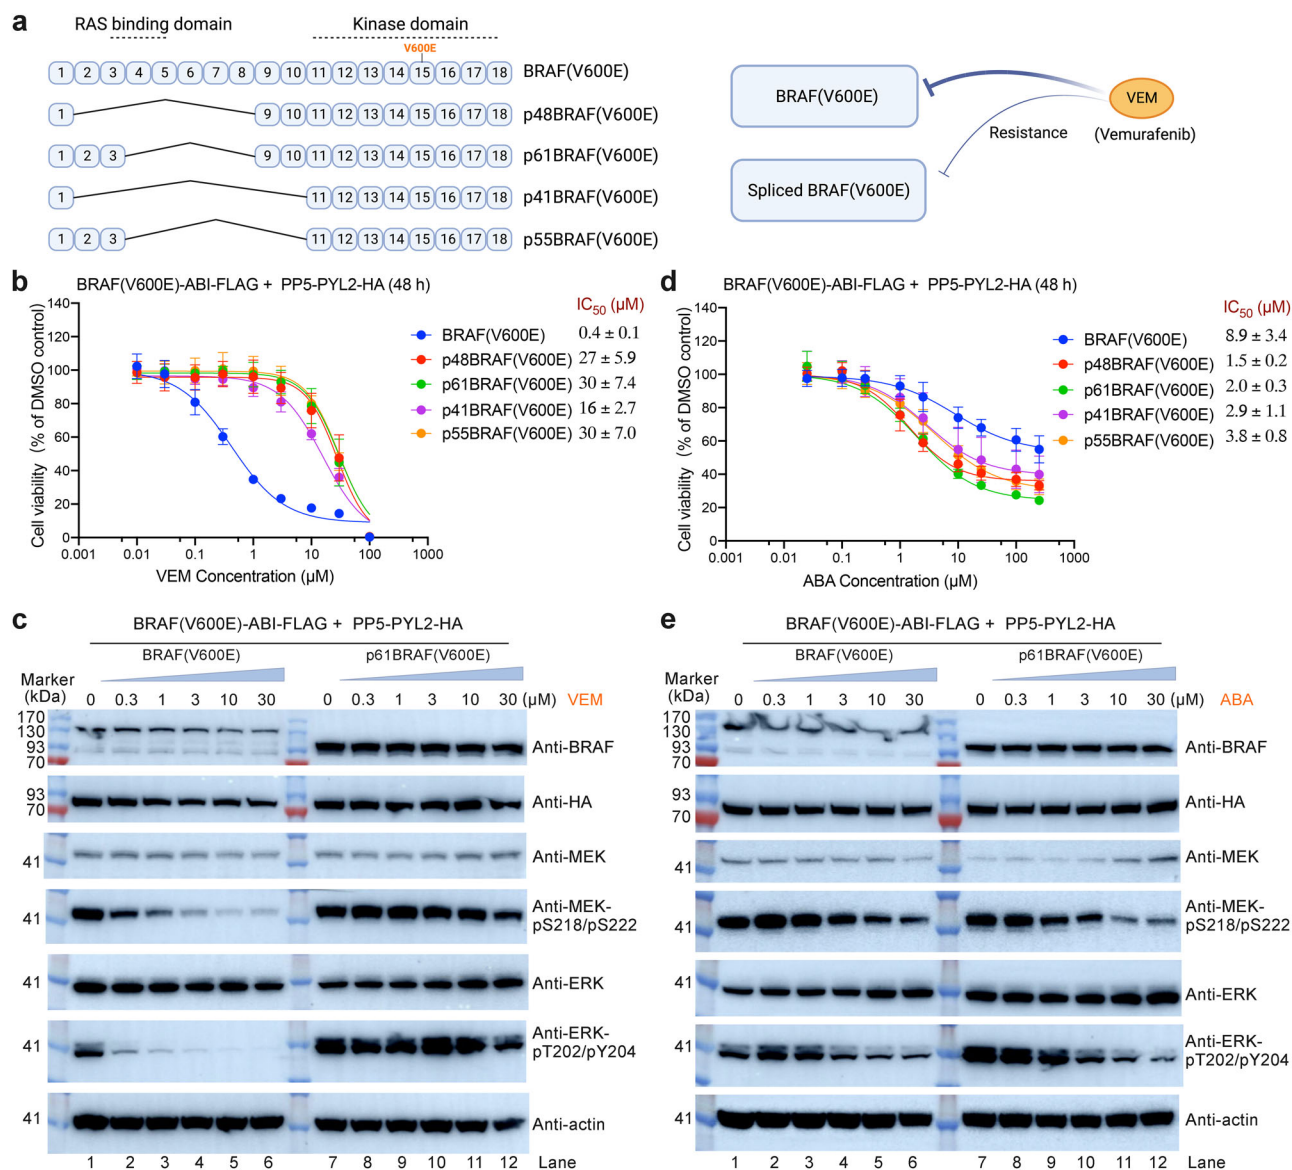 a
RAS binding domain
Kinase domain
V600E
1 2 3 4 5 6 7 8 9 10 11 12 13 14 15 16 17 18 BRAF(V600E)
1 9 10 11 12 13 14 15 16 17 18 p48BRAF(V600E)
1 2 3 9 10 11 12 13 14 15 16 17 18 p61BRAF(V600E)
1 11 12 13 14 15 16 17 18 p41BRAF(V600E)
1 2 3 11 12 13 14 15 16 17 18 p55BRAF(V600E)
BRAF(V600E)
VEM
(Vemurafenib)
Resistance
Spliced BRAF(V600E)
b
BRAF(V600E)-ABI-FLAG + PP5-PYL2-HA (48 h)
Cell viability (% of DMSO control)
140
120
100
80
60
40
20
0
0.001 0.01 0.1 1 10 100 1000
VEM Concentration (µM)
IC50 (µM)
BRAF(V600E) 0.4 ± 0.1
p48BRAF(V600E) 27 ± 5.9
p61BRAF(V600E) 30 ± 7.4
p41BRAF(V600E) 16 ± 2.7
p55BRAF(V600E) 30 ± 7.0
d
BRAF(V600E)-ABI-FLAG + PP5-PYL2-HA (48 h)
Cell viability (% of DMSO control)
140
120
100
80
60
40
20
0
0.001 0.01 0.1 1 10 100 1000
ABA Concentration (µM)
IC50 (µM)
BRAF(V600E) 8.9 ± 3.4
p48BRAF(V600E) 1.5 ± 0.2
p61BRAF(V600E) 2.0 ± 0.3
p41BRAF(V600E) 2.9 ± 1.1
p55BRAF(V600E) 3.8 ± 0.8
c
BRAF(V600E)-ABI-FLAG + PP5-PYL2-HA
BRAF(V600E) p61BRAF(V600E)
Marker
(kDa)
0 0.3 1 3 10 30 0 0.3 1 3 10 30 (µM) VEM
170
130
93
70
Anti-BRAF
93
70
Anti-HA
41
Anti-MEK
41
Anti-MEK-
pS218/pS222
41
Anti-ERK
41
Anti-ERK-
pT202/pY204
41
Anti-actin
1 2 3 4 5 6 7 8 9 10 11 12 Lane
e
BRAF(V600E)-ABI-FLAG + PP5-PYL2-HA
BRAF(V600E) p61BRAF(V600E)
Marker
(kDa)
0 0.3 1 3 10 30 0 0.3 1 3 10 30 (µM) ABA
170
130
93
70
Anti-BRAF
93
70
Anti-HA
41
Anti-MEK
41
Anti-MEK-
pS218/pS222
41
Anti-ERK
41
Anti-ERK-
pT202/pY204
41
Anti-actin
1 2 3 4 5 6 7 8 9 10 11 12 Lane